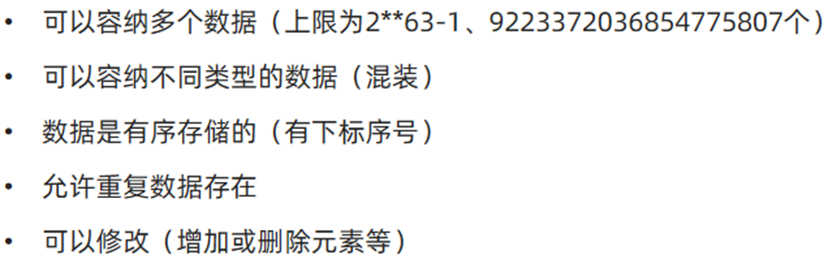 • 可以容纳多个数据（上限为2**63-1、9223372036854775807个）
• 可以容纳不同类型的数据（混装）
• 数据是有序存储的（有下标序号）
• 允许重复数据存在
• 可以修改（增加或删除元素等）